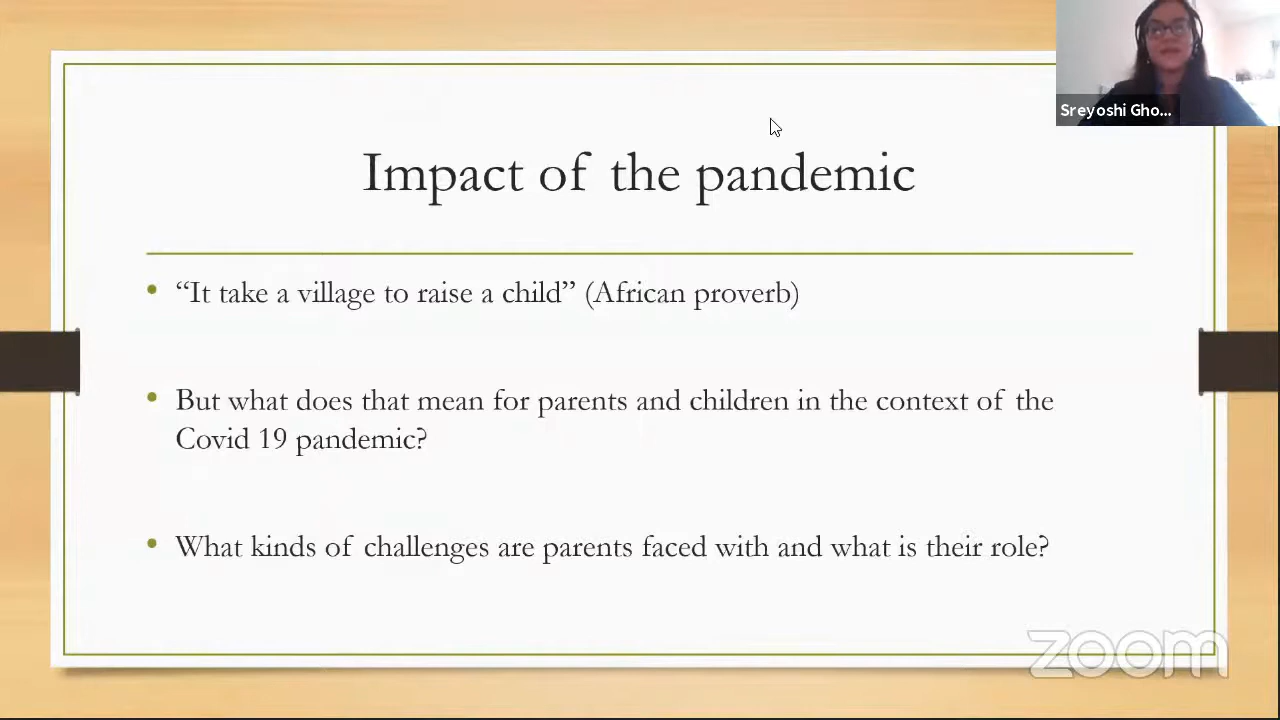 Sreyoshi Gho...
Impact of the pandemic
• “It take a village to raise a child” (African proverb)
• But what does that mean for parents and children in the context of the
Covid 19 pandemic?
• What kinds of challenges are parents faced with and what is their role?
zoom